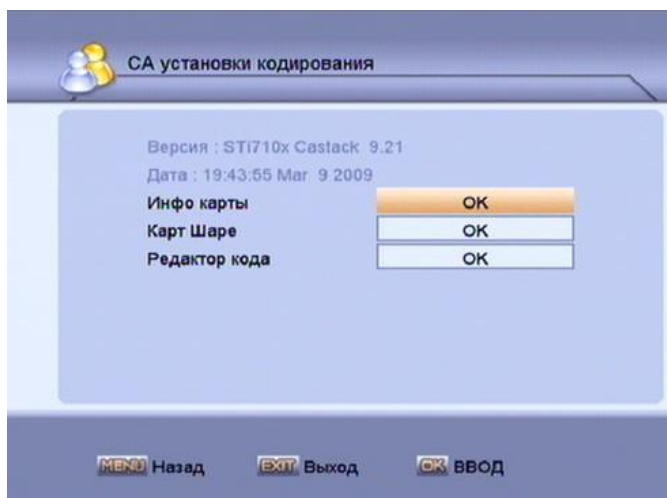 СА установки кодирования
Версия : STi710x Castack 9.21
Дата : 19:43:55 Mar 9 2009
Инфо карты OK
Карт Шаре OK
Редактор кода OK
MENU Назад EXIT Выход OK ВВОД